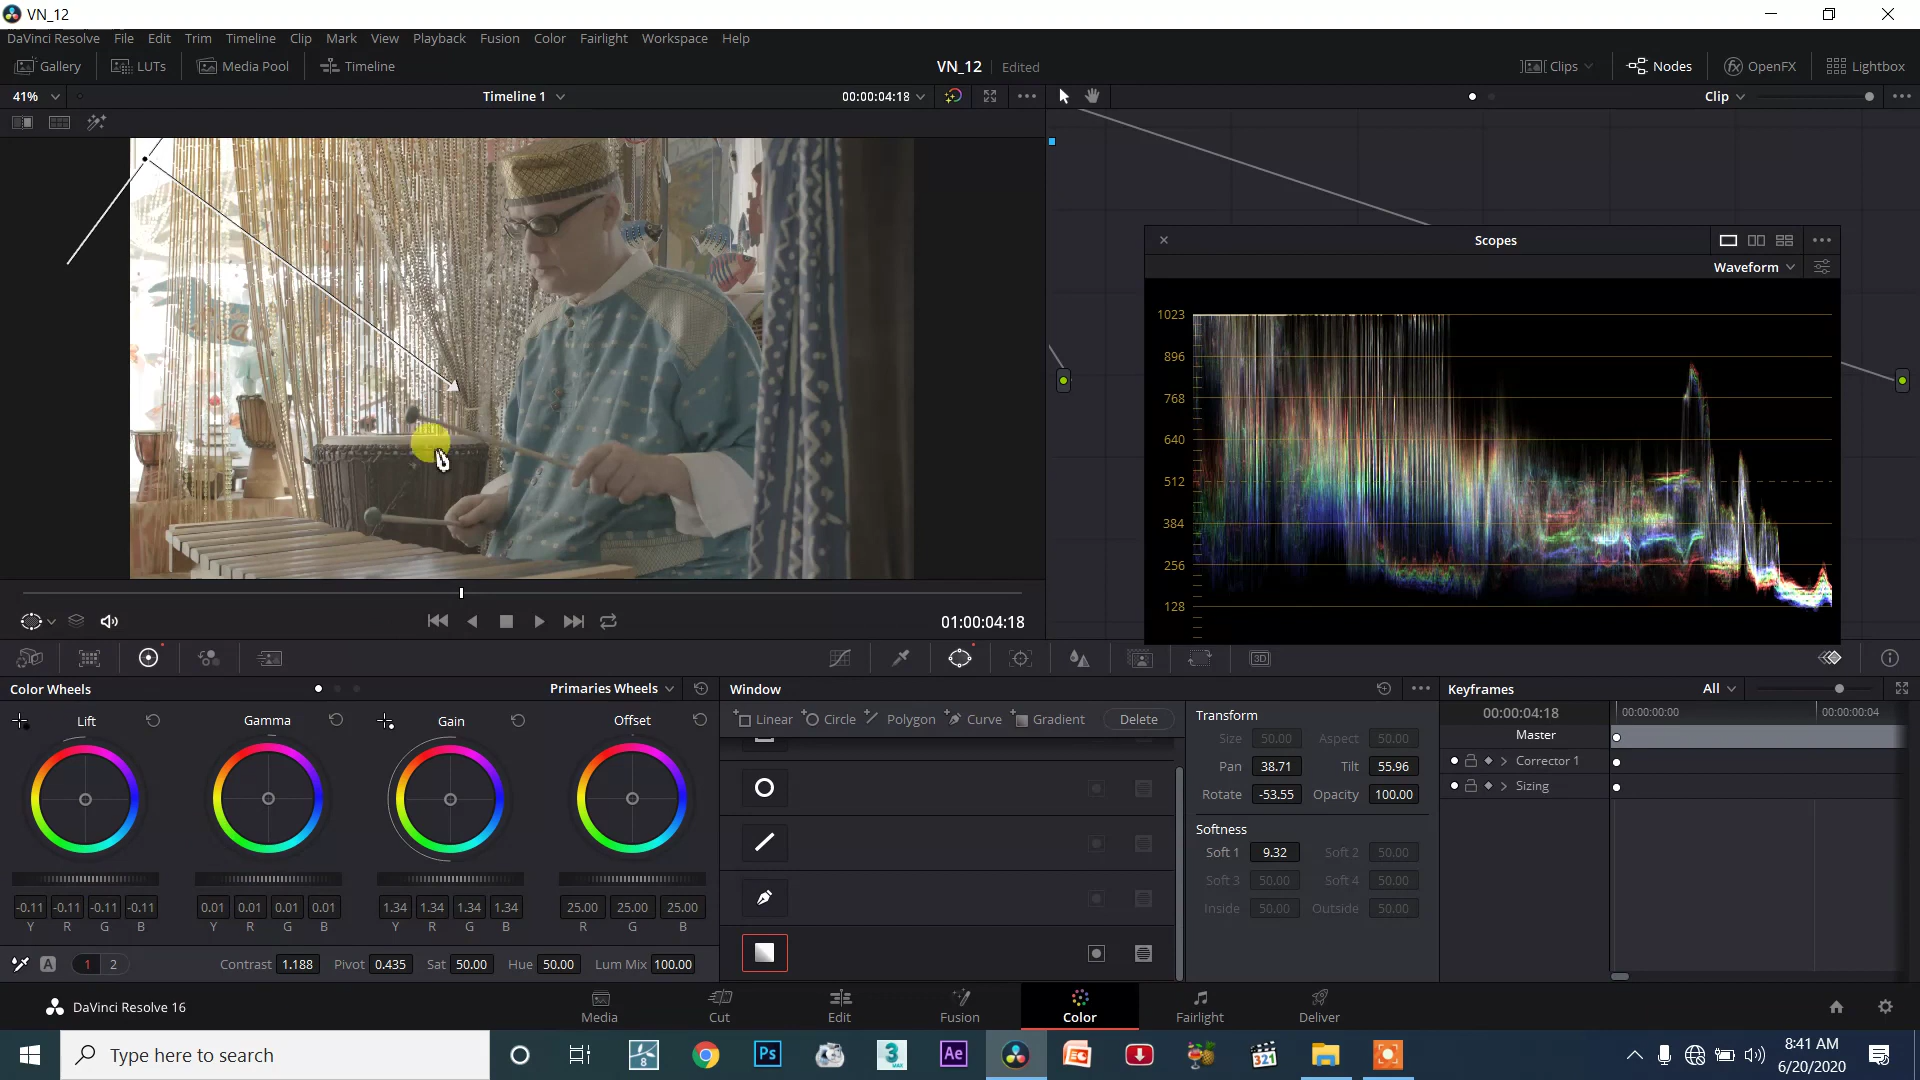 VN_12
DaVinci Resolve File Edit Trim Timeline Clip Mark View Playback Fusion Color Fairlight Workspace Help
Gallery LUTs Media Pool Timeline VN_12 Edited Clips Nodes OpenFX Lightbox
41% Timeline 1 00:00:04:18 Clip
Scopes
Waveform
1023
896
768
640
512
384
256
128
01:00:04:18
3D
Color Wheels Primaries Wheels Window Keyframes All
Lift Gamma Gain Offset
Linear Circle Polygon Curve Gradient Delete
Transform
Size 50.00 Aspect 50.00
Pan 38.71 Tilt 55.96
Rotate -53.55 Opacity 100.00
Softness
Soft 1 9.32 Soft 2 50.00
Soft 3 50.00 Soft 4 50.00
Inside 50.00 Outside 50.00
00:00:04:18 00:00:00:00 00:00:00:04
Master
Corrector 1
Sizing
-0.11 -0.11 -0.11 -0.11 0.01 0.01 0.01 0.01 1.34 1.34 1.34 1.34 25.00 25.00 25.00
Y R G B Y R G B Y R G B R G B
A 1 2 Contrast 1.188 Pivot 0.435 Sat 50.00 Hue 50.00 Lum Mix 100.00
DaVinci Resolve 16 Media Cut Edit Fusion Color Fairlight Deliver
Type here to search
8 Ps 3 MAX Ae 321
8:41 AM
6/20/2020